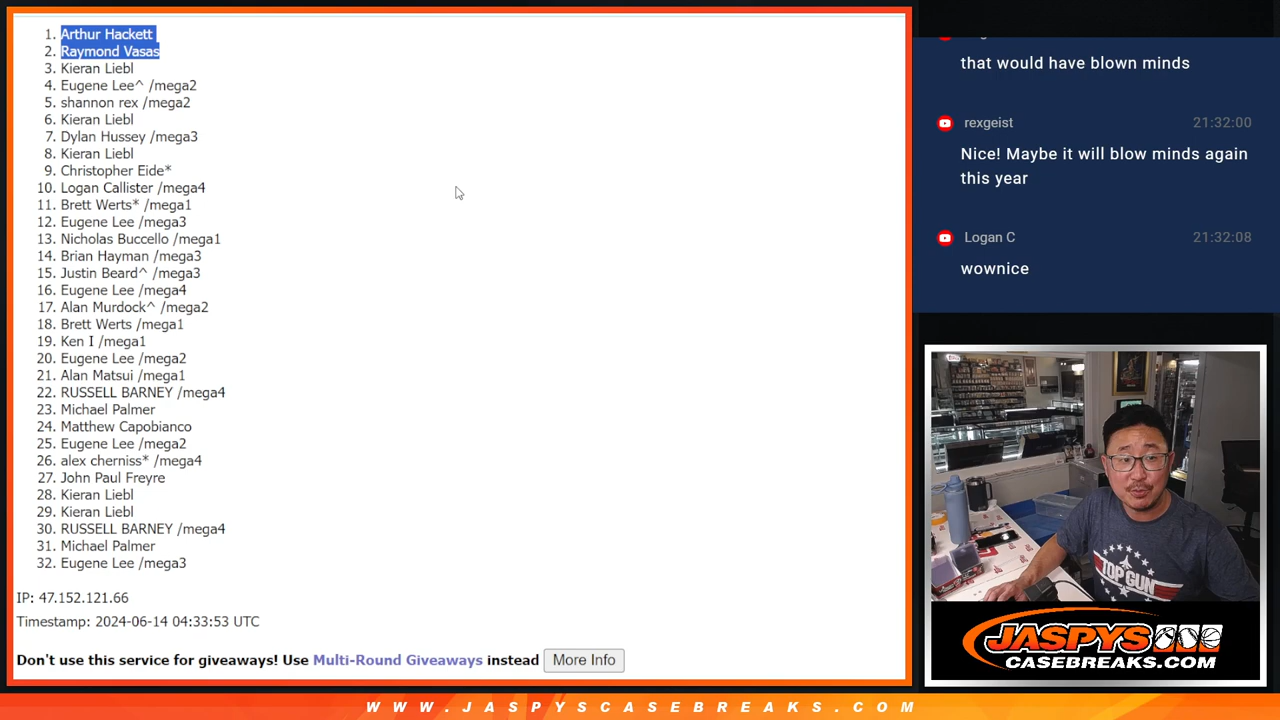 1. Arthur Hackett
2. Raymond Vasas
3. Kieran Liebl
4. Eugene Lee^ /mega2
5. shannon rex /mega2
6. Kieran Liebl
7. Dylan Hussey /mega3
8. Kieran Liebl
9. Christopher Eide*
10. Logan Callister /mega4
11. Brett Werts* /mega1
12. Eugene Lee /mega3
13. Nicholas Buccello /mega1
14. Brian Hayman /mega3
15. Justin Beard^ /mega3
16. Eugene Lee /mega4
17. Alan Murdock^ /mega2
18. Brett Werts /mega1
19. Ken I /mega1
20. Eugene Lee /mega2
21. Alan Matsui /mega1
22. RUSSELL BARNEY /mega4
23. Michael Palmer
24. Matthew Capobianco
25. Eugene Lee /mega2
26. alex cherniss* /mega4
27. John Paul Freyre
28. Kieran Liebl
29. Kieran Liebl
30. RUSSELL BARNEY /mega4
31. Michael Palmer
32. Eugene Lee /mega3
IP: 47.152.121.66
Timestamp: 2024-06-14 04:33:53 UTC
Don't use this service for giveaways! Use Multi-Round Giveaways instead More Info
that would have blown minds
rexgeist 21:32:00
Nice! Maybe it will blow minds again
this year
Logan C 21:32:08
wownice
TOP GUN
JASPYS
CASEBREAKS.COM
WWW.JASPYSCASEBREAKS.COM